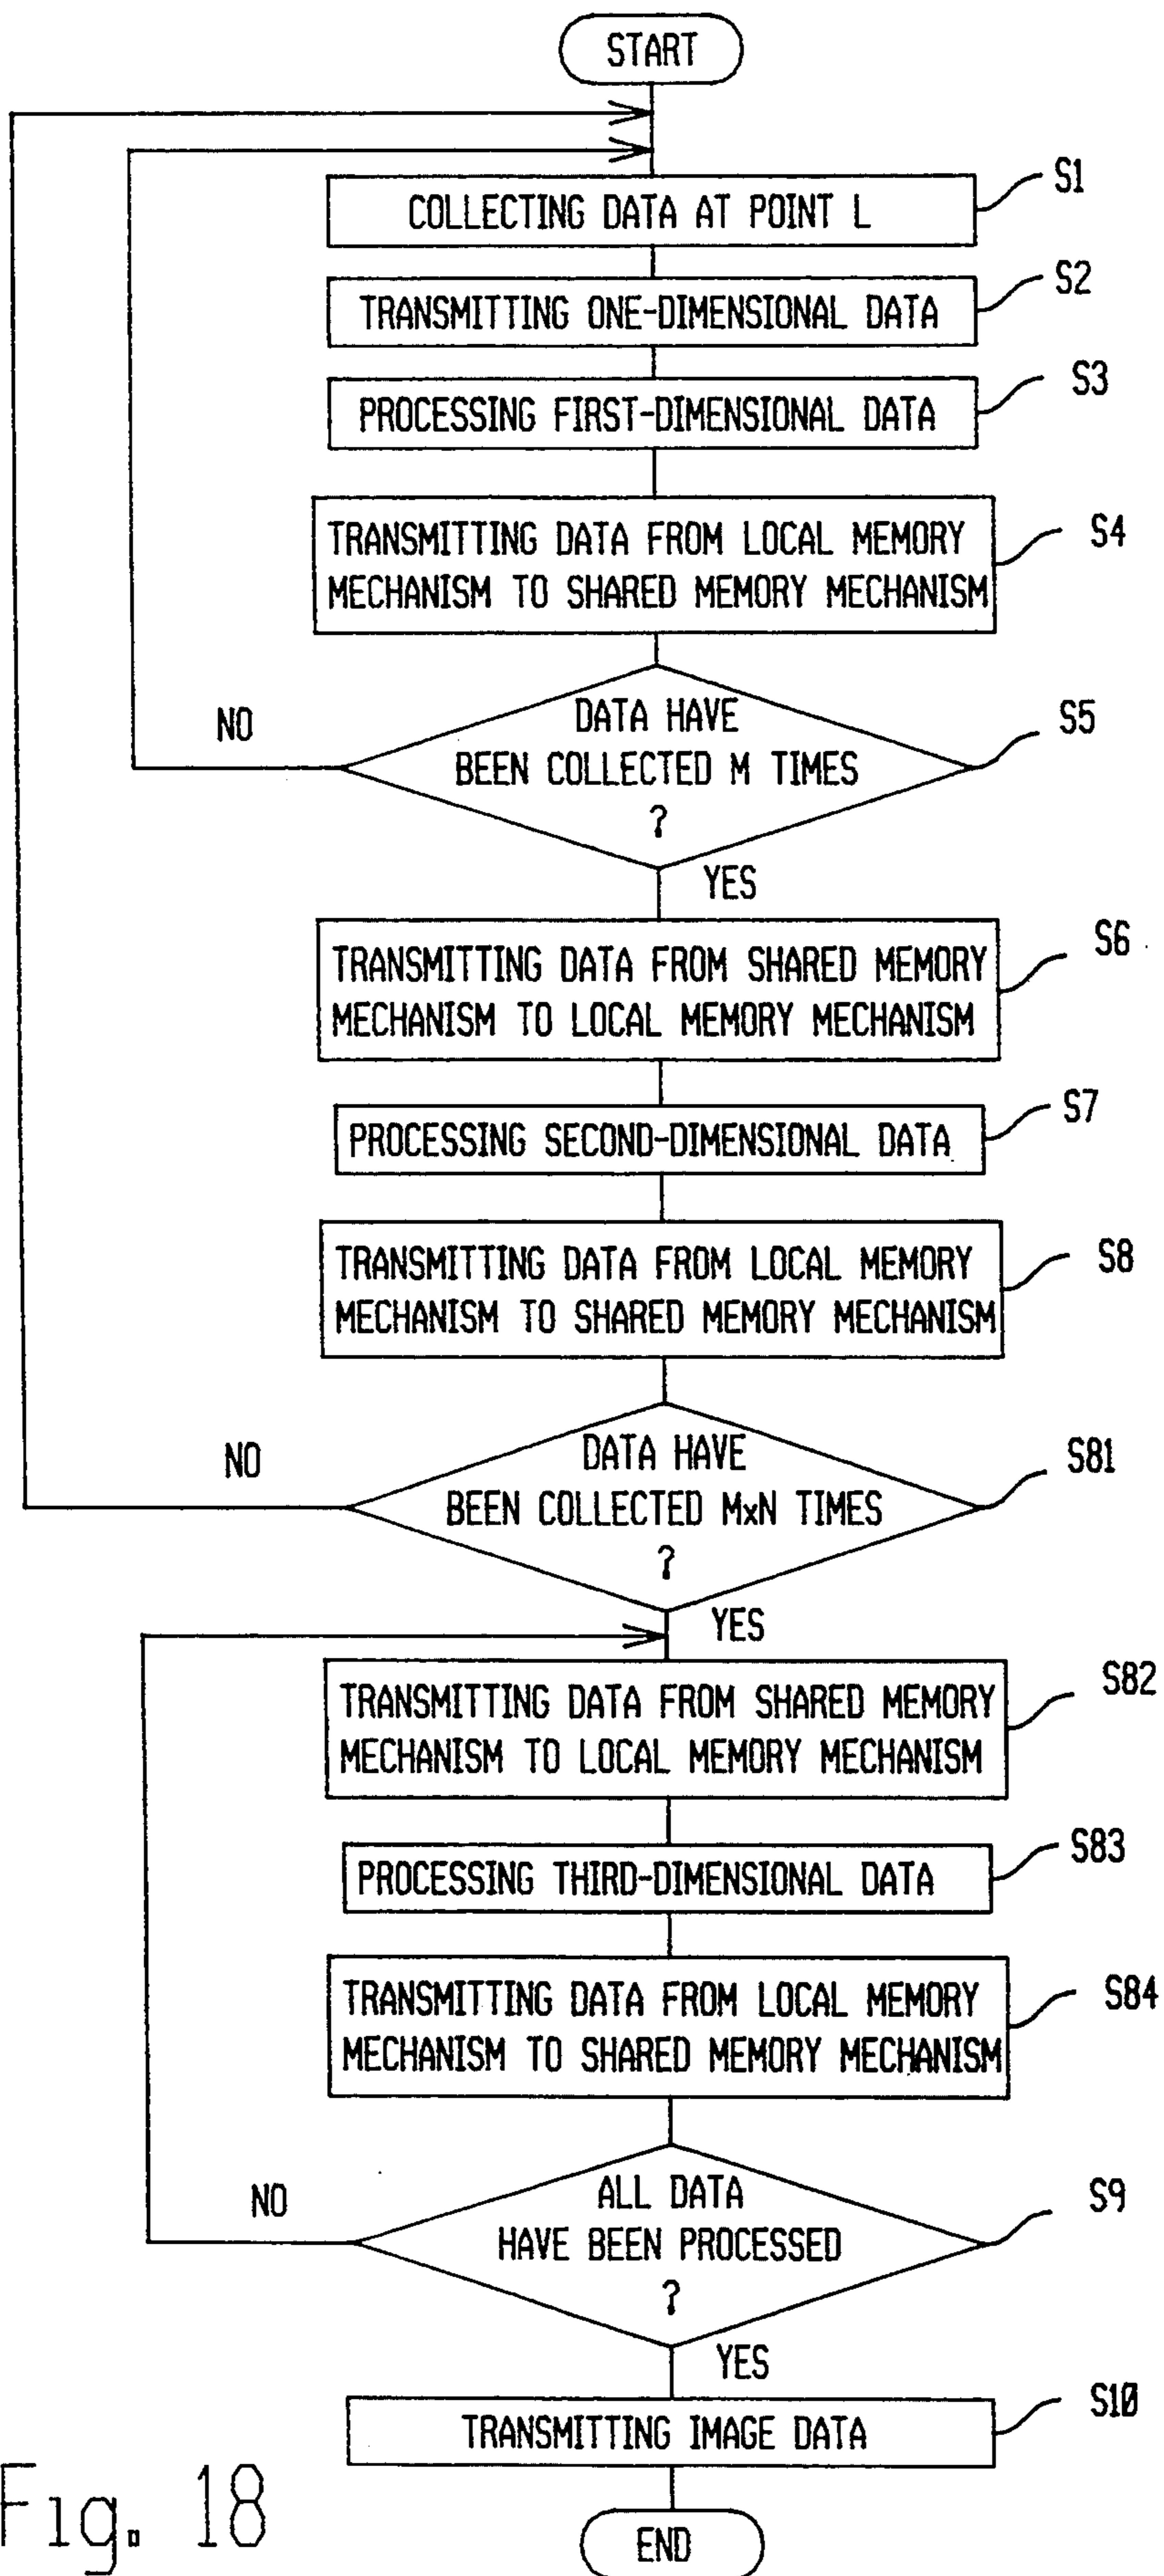 START
COLLECTING DATA AT POINT L
S1
TRANSMITTING ONE-DIMENSIONAL DATA
S2
PROCESSING FIRST-DIMENSIONAL DATA
S3
TRANSMITTING DATA FROM LOCAL MEMORY
MECHANISM TO SHARED MEMORY MECHANISM
S4
DATA HAVE
BEEN COLLECTED M TIMES
?
S5
NO
YES
TRANSMITTING DATA FROM SHARED MEMORY
MECHANISM TO LOCAL MEMORY MECHANISM
S6
PROCESSING SECOND-DIMENSIONAL DATA
S7
TRANSMITTING DATA FROM LOCAL MEMORY
MECHANISM TO SHARED MEMORY MECHANISM
S8
DATA HAVE
BEEN COLLECTED MxN TIMES
?
S81
NO
YES
TRANSMITTING DATA FROM SHARED MEMORY
MECHANISM TO LOCAL MEMORY MECHANISM
S82
PROCESSING THIRD-DIMENSIONAL DATA
S83
TRANSMITTING DATA FROM LOCAL MEMORY
MECHANISM TO SHARED MEMORY MECHANISM
S84
ALL DATA
HAVE BEEN PROCESSED
?
S9
NO
YES
TRANSMITTING IMAGE DATA
S10
END
Fig. 18